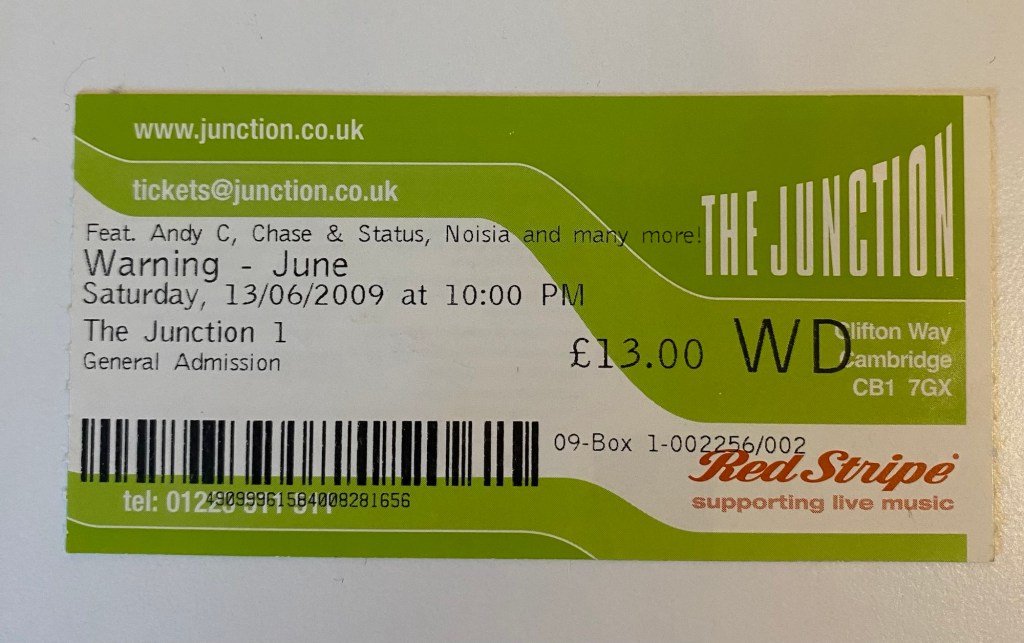 www.junction.co.uk
tickets@junction.co.uk
THE JUNCTION
Feat. Andy C, Chase & Status, Noisia and many more!
Warning - June
Saturday, 13/06/2009 at 10:00 PM
The Junction 1
General Admission
£13.00 WD
Clifton Way
Cambridge
CB1 7GX
09-Box 1-002256/002
Red Stripe
supporting live music
tel: